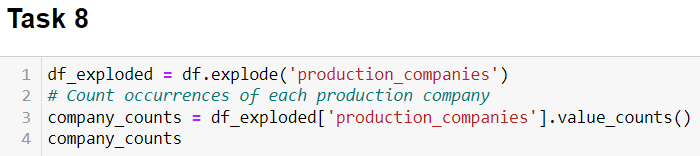 Task 8
1 df_exploded = df.explode('production_companies')
2 # Count occurrences of each production company
3 company_counts = df_exploded['production_companies'].value_counts()
4 company_counts